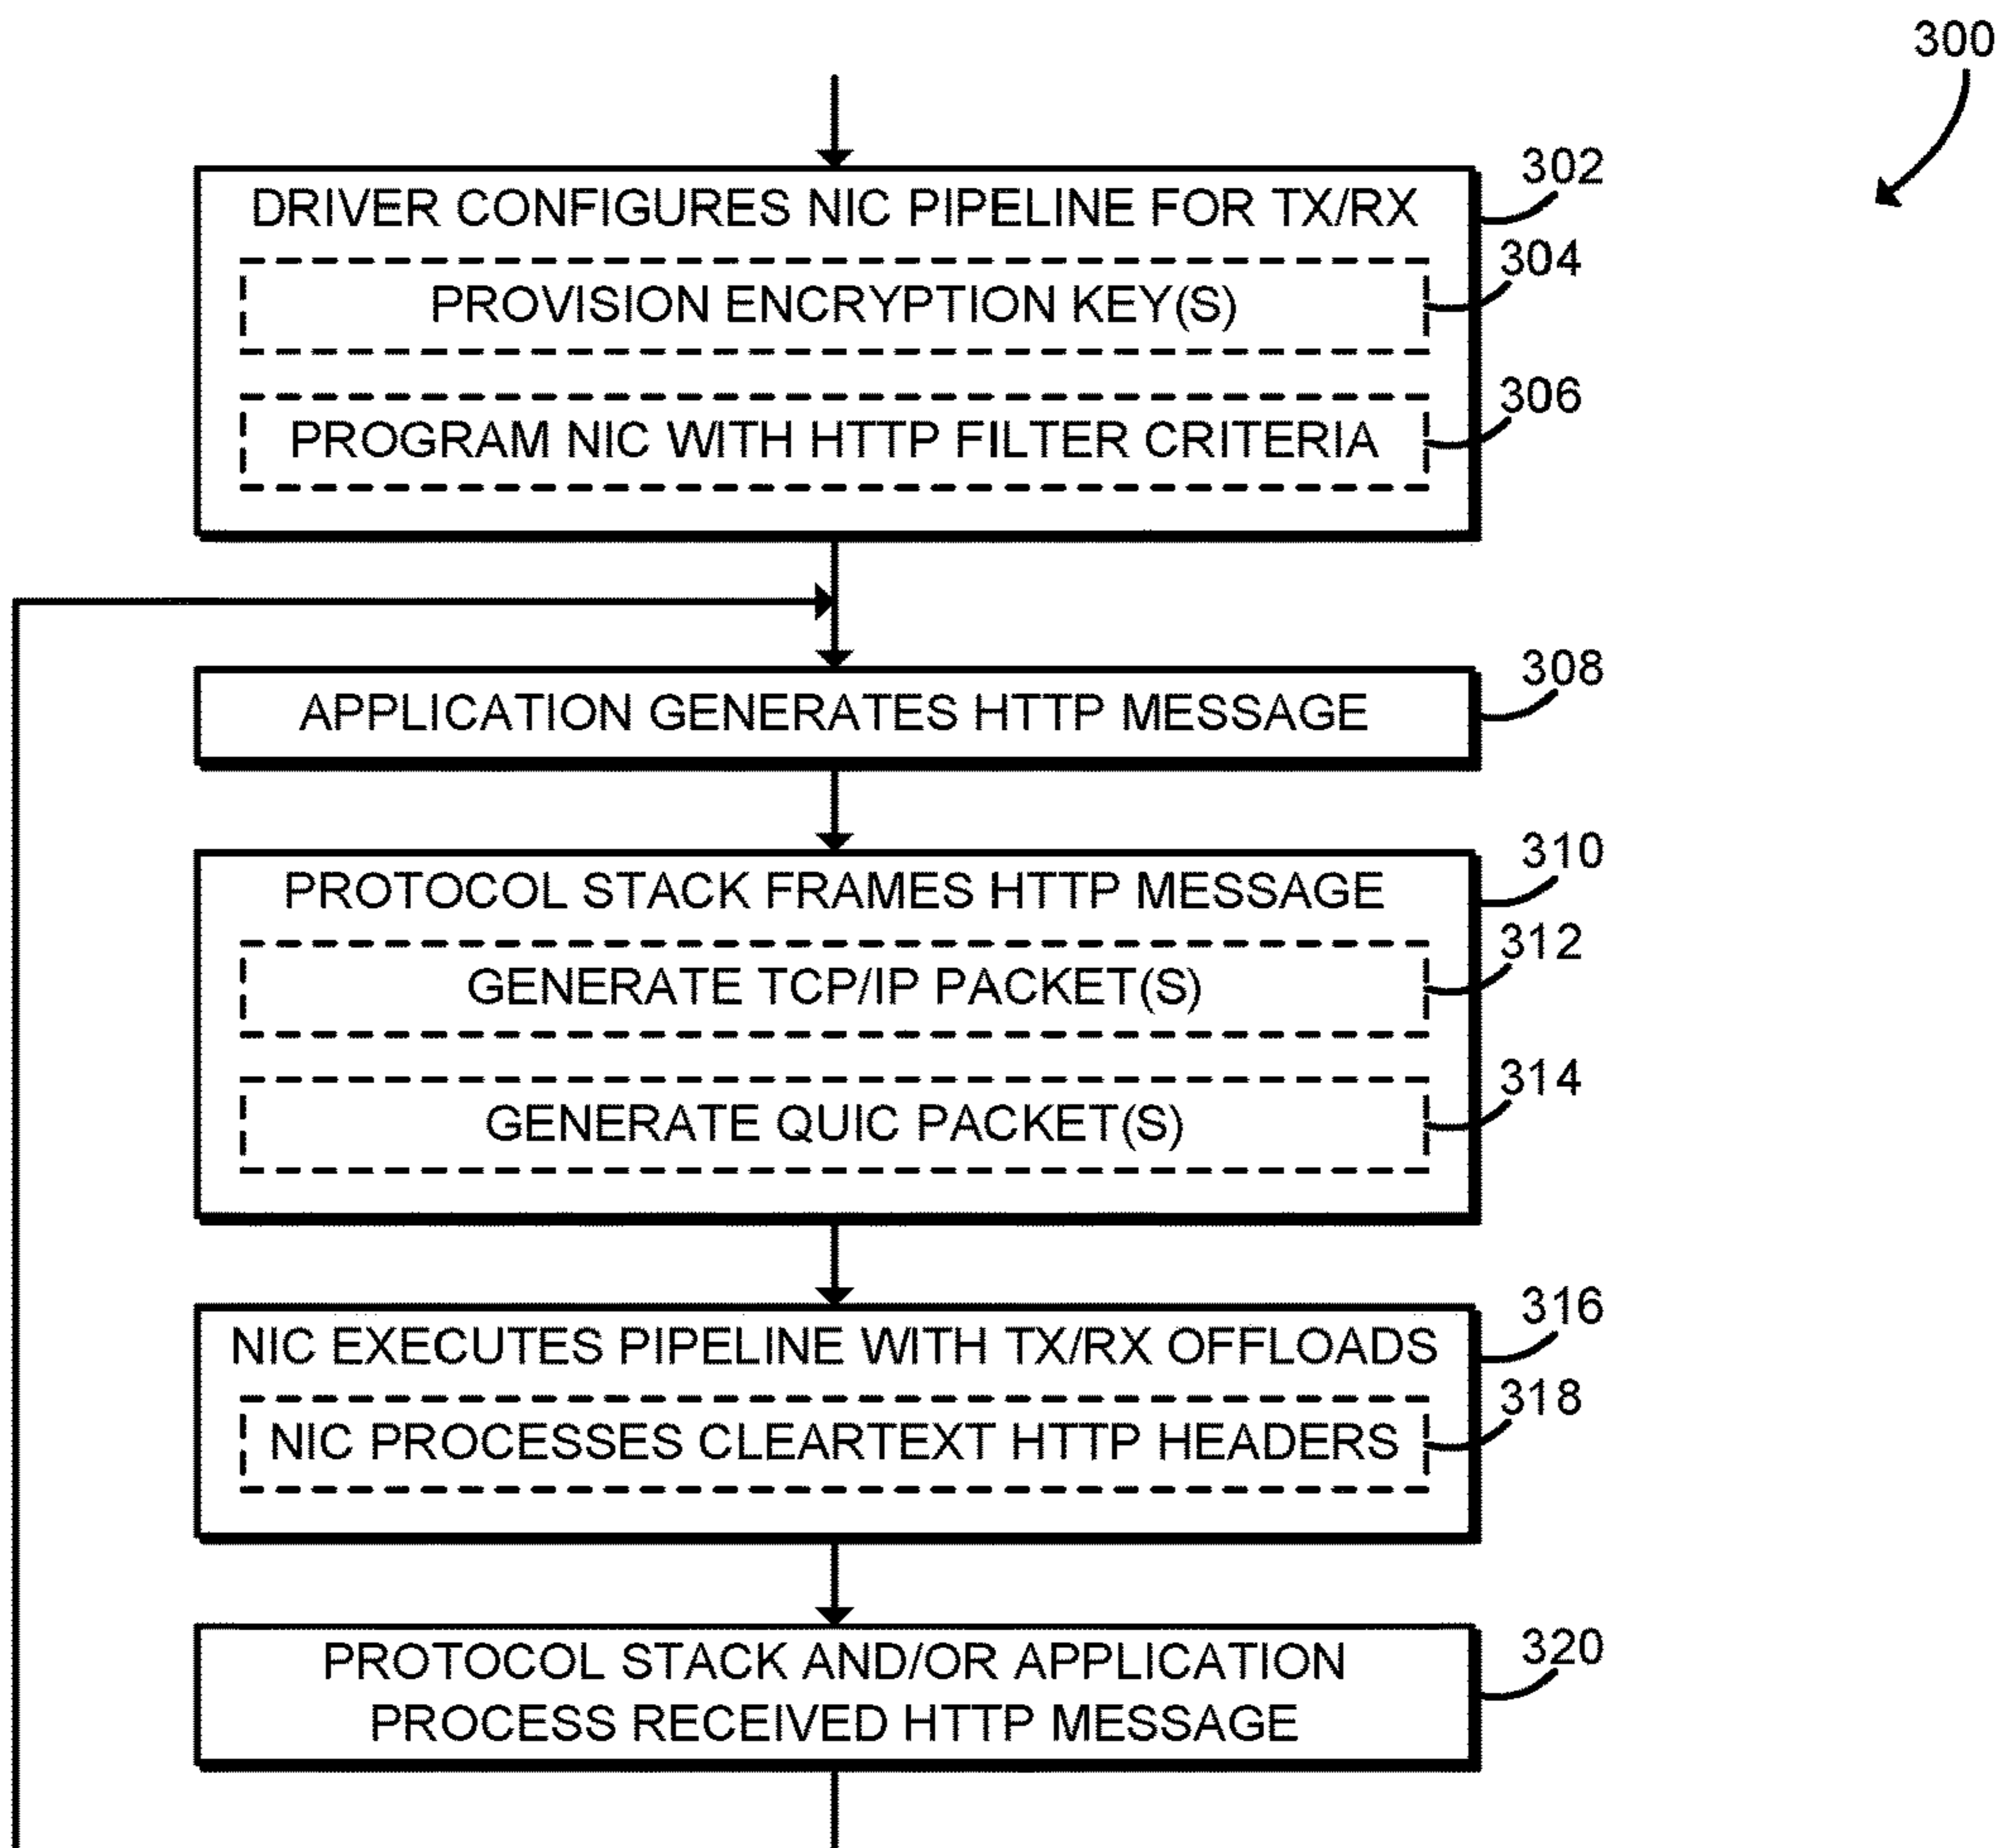 300
DRIVER CONFIGURES NIC PIPELINE FOR TX/RX
302
PROVISION ENCRYPTION KEY(S)
304
PROGRAM NIC WITH HTTP FILTER CRITERIA
306
APPLICATION GENERATES HTTP MESSAGE
308
PROTOCOL STACK FRAMES HTTP MESSAGE
310
GENERATE TCP/IP PACKET(S)
312
GENERATE QUIC PACKET(S)
314
NIC EXECUTES PIPELINE WITH TX/RX OFFLOADS
316
NIC PROCESSES CLEARTEXT HTTP HEADERS
318
PROTOCOL STACK AND/OR APPLICATION
PROCESS RECEIVED HTTP MESSAGE
320